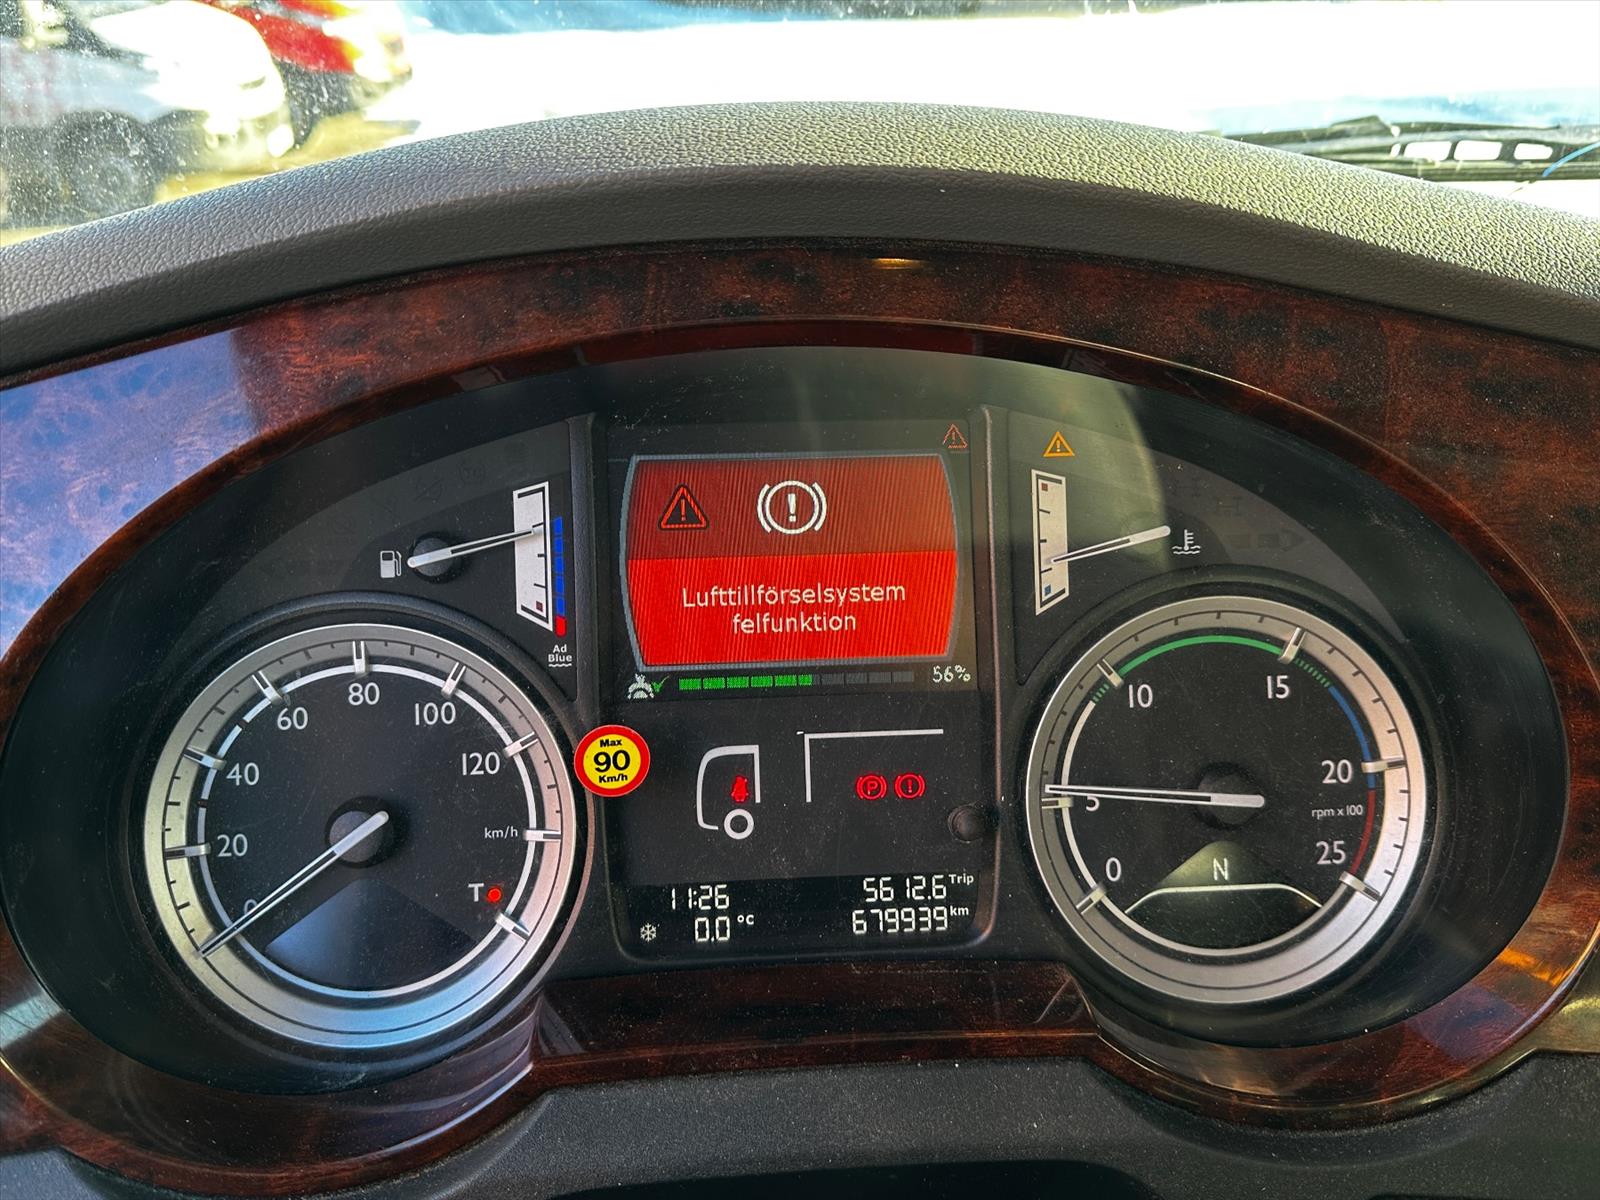 Lufttillförselsystem
felfunktion
56%
Ad
Blue
80
100
60
40
120
20
km/h
0
T
Max
90
Km/h
P
11:26
0.0 °C
5612.6 Trip
679939 km
10
15
5
20
rpm x 100
0
25
N